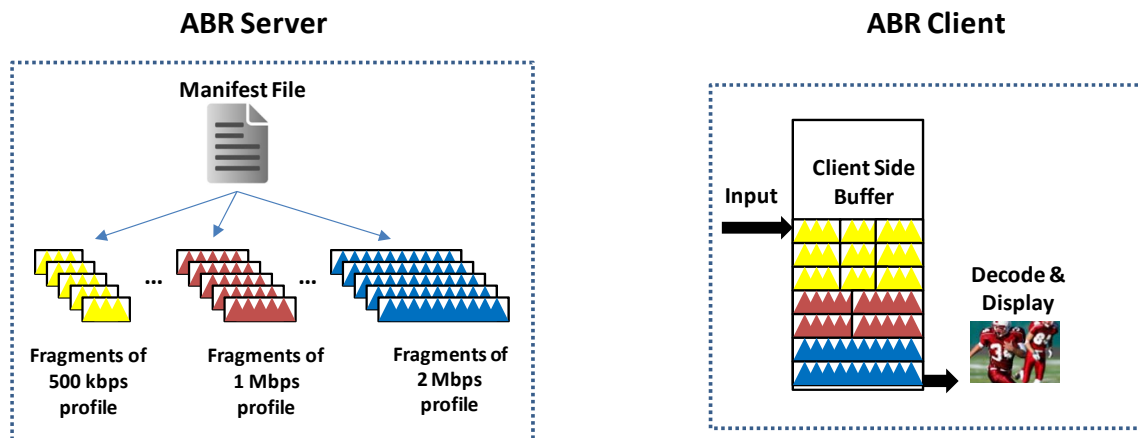 ABR Server
Manifest File
...
...
Fragments of
500 kbps
profile
Fragments of
1 Mbps
profile
Fragments of
2 Mbps
profile
ABR Client
Client Side
Buffer
Input
Decode &
Display